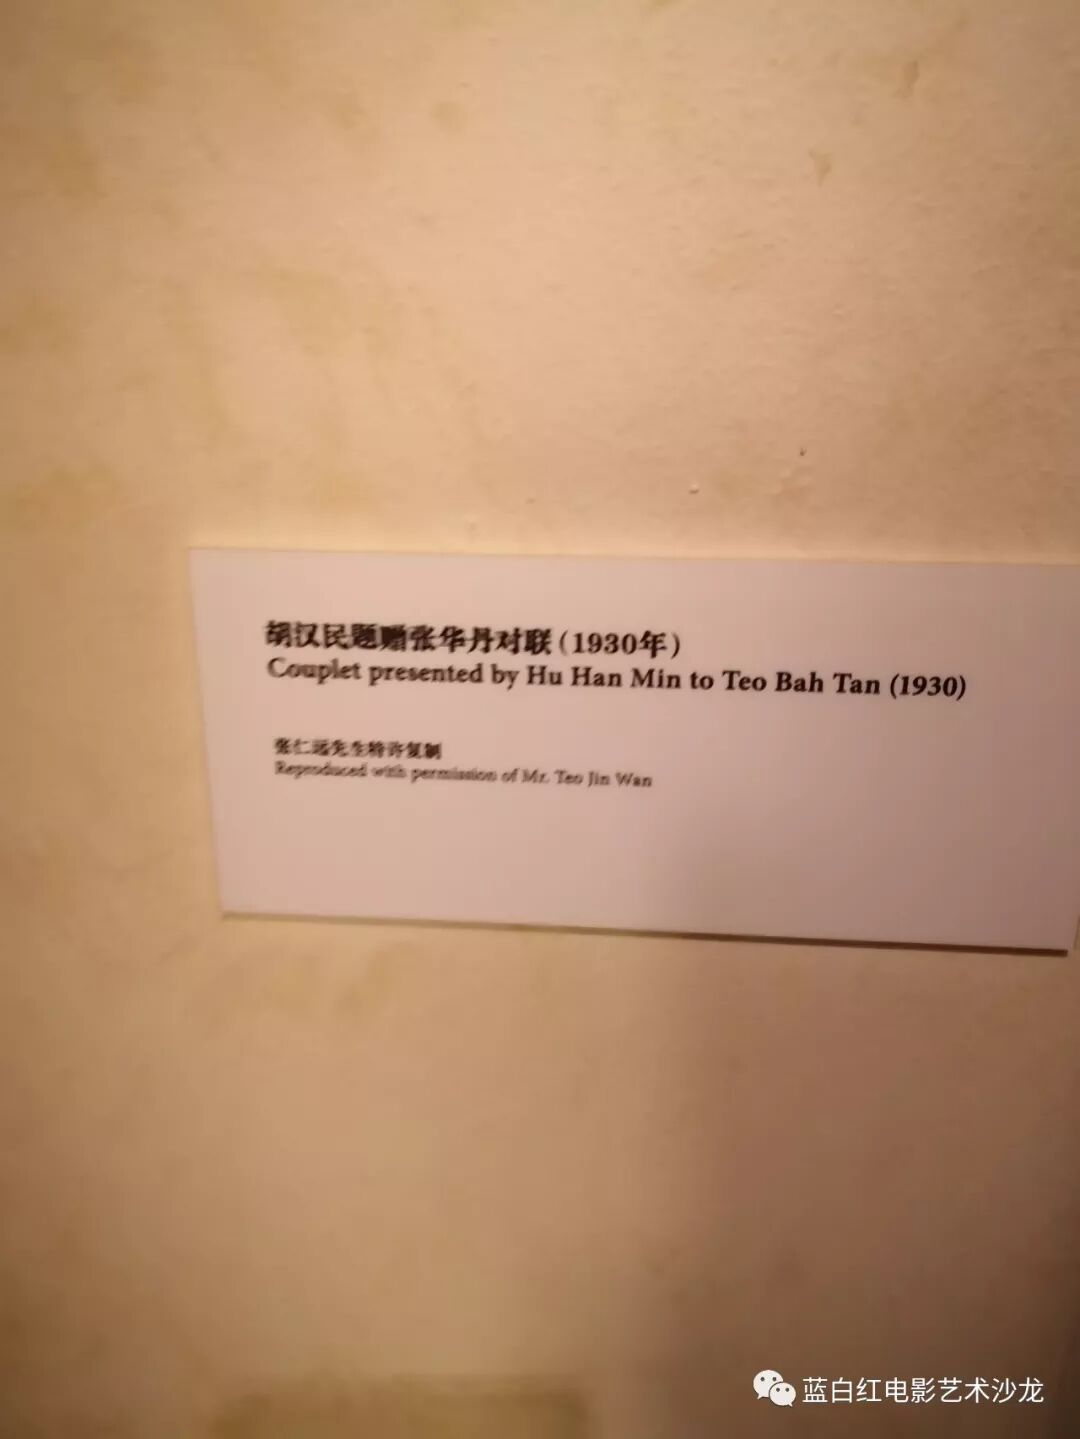 胡汉民题赠张华丹对联(1930年)
Couplet presented by Hu Han Min to Teo Bah Tan (1930)
张仁远先生特许复制
Reproduced with permission of Mr. Teo Jin Wan
蓝白红电影艺术沙龙